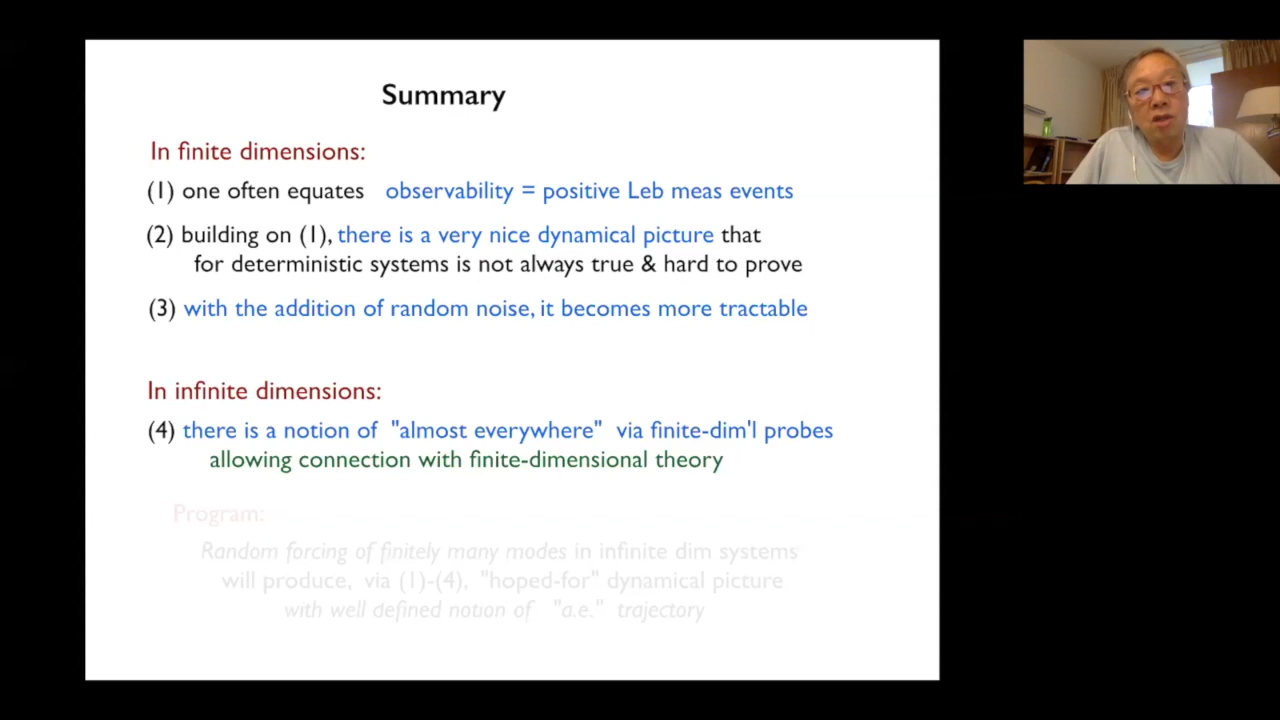 Summary
In finite dimensions:
(1) one often equates observability = positive Leb meas events
(2) building on (1), there is a very nice dynamical picture that
for deterministic systems is not always true & hard to prove
(3) with the addition of random noise, it becomes more tractable
In infinite dimensions:
(4) there is a notion of "almost everywhere" via finite-dim'l probes
allowing connection with finite-dimensional theory
Program:
Random forcing of finitely many modes in infinite dim systems
will produce, via (1)-(4), "hoped-for" dynamical picture
with well defined notion of "a.e." trajectory